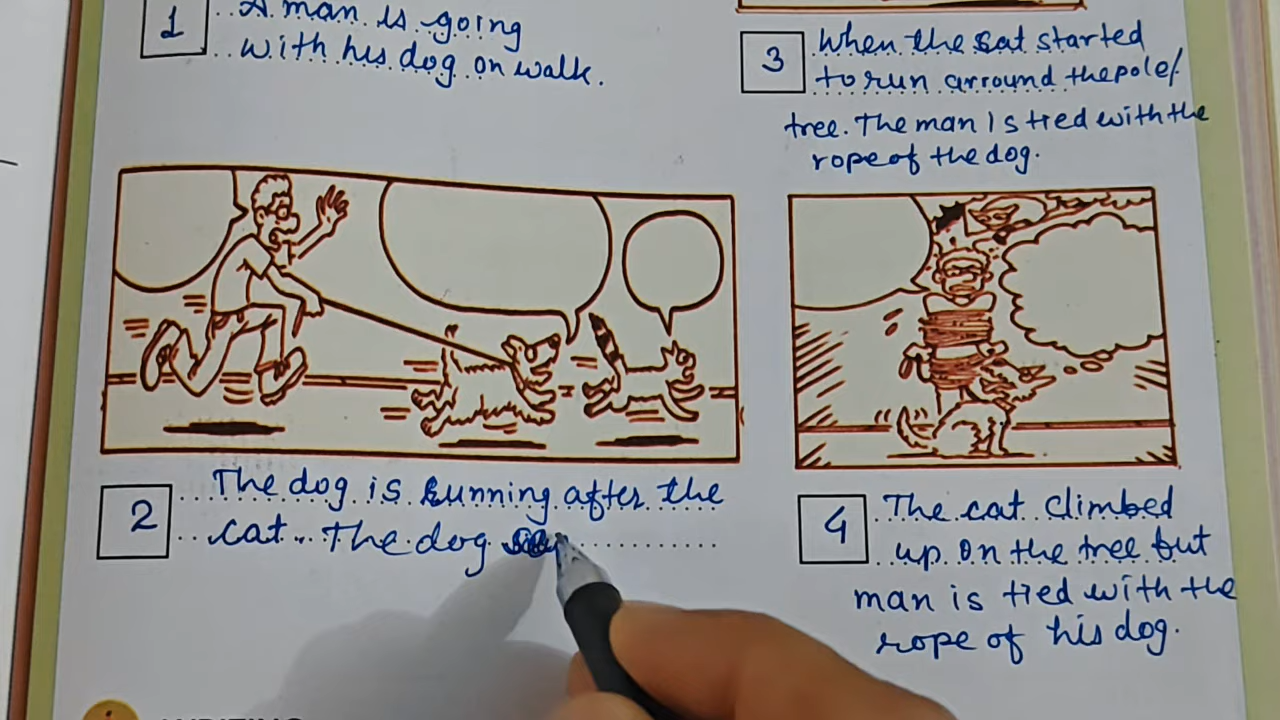 1 A man is going
with his dog on walk.
3 When the cat started
to run arround the pole/
tree. The man is tied with the
rope of the dog.
2 The dog is running after the
cat. The dog
4 The cat climbed
up on the tree but
man is tied with the
rope of his dog.
WRITING